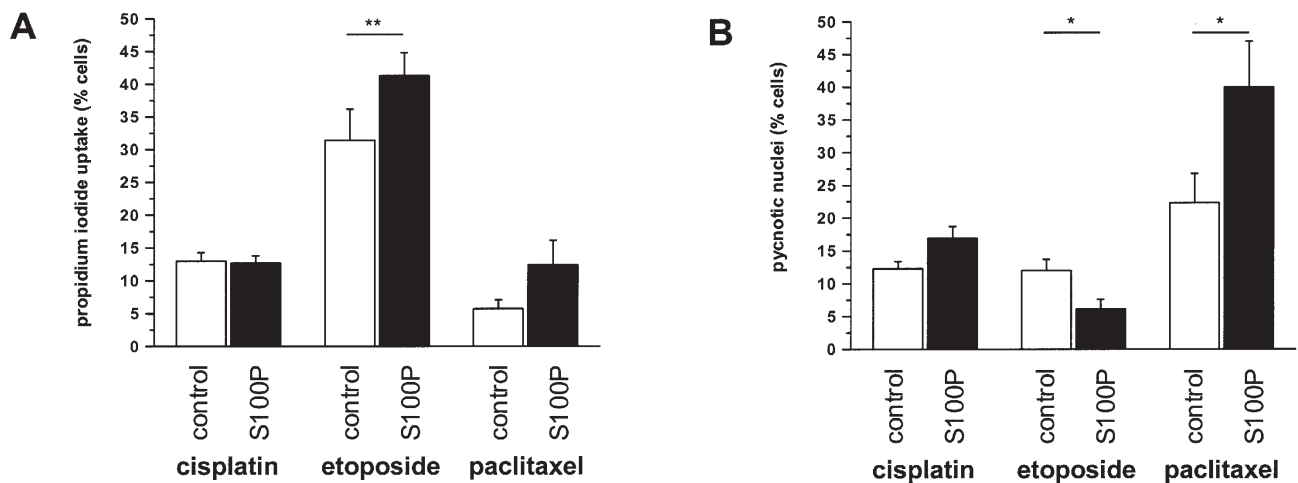 A
propidium iodide uptake (% cells)
50
45
40
35
30
25
20
15
10
5
0
**
control
S100P
control
S100P
control
S100P
cisplatin
etoposide
paclitaxel
B
pycnotic nuclei (% cells)
50
45
40
35
30
25
20
15
10
5
0
*
*
control
S100P
control
S100P
control
S100P
cisplatin
etoposide
paclitaxel